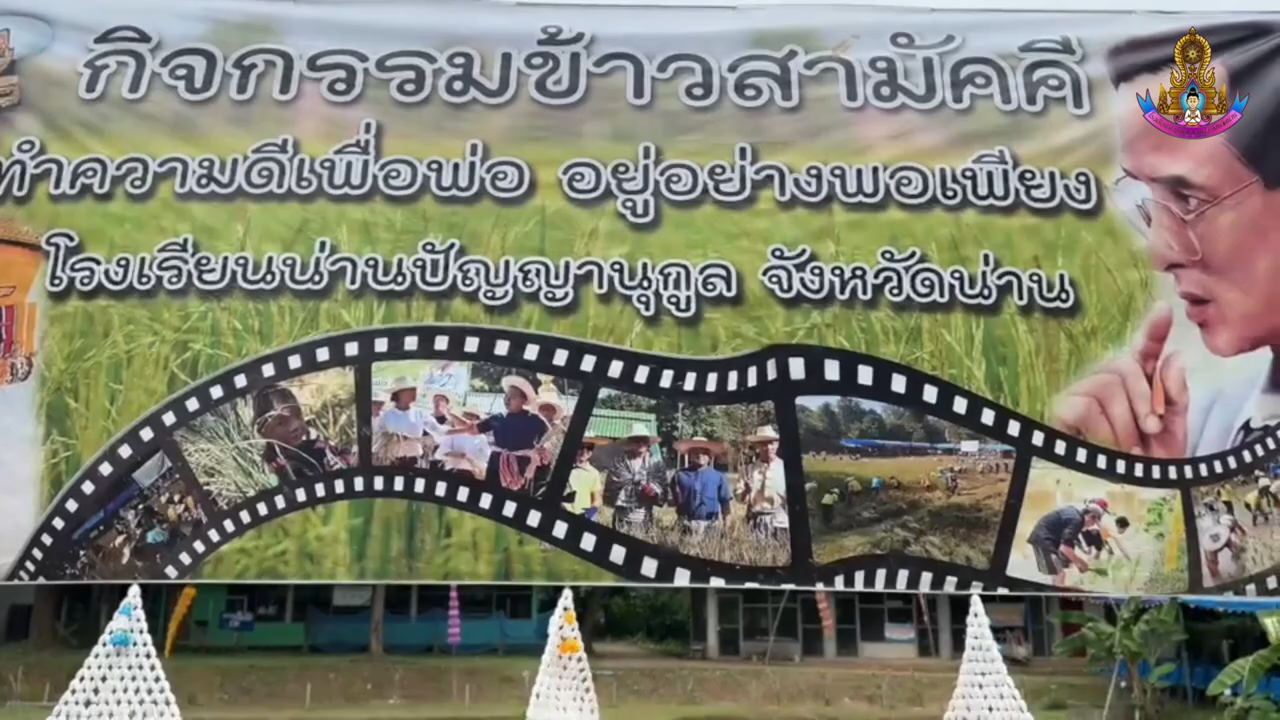 กิจกรรมข้าวสามัคคี
ทำความดีเพื่อพ่อ อยู่อย่างพอเพียง
โรงเรียนน่านปัญญานุกูล จังหวัดน่าน